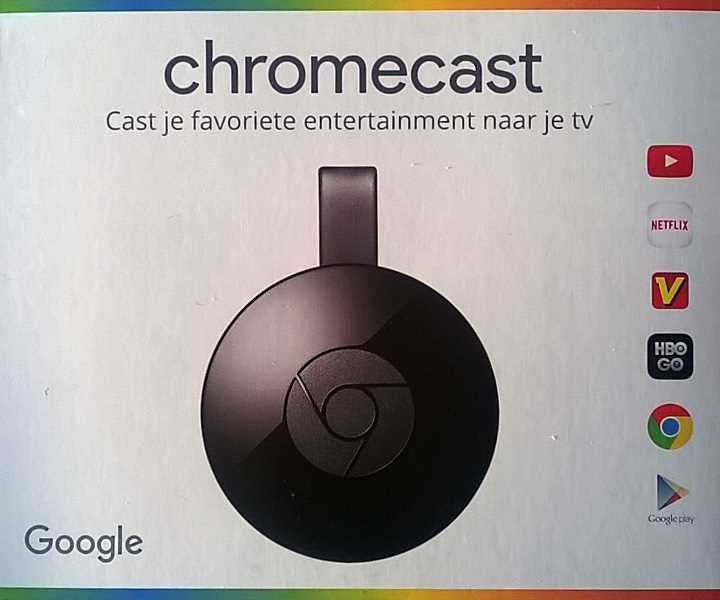 chromecast
Cast je favoriete entertainment naar je tv
NETFLIX
V
HBO
GO
Google play
Google